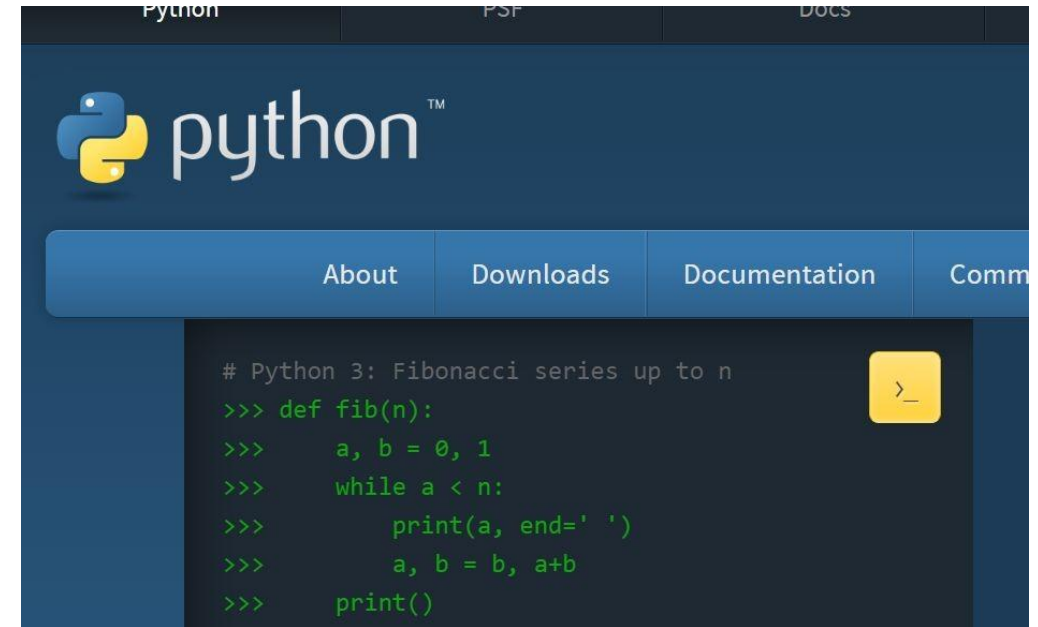 Python PSF Docs
python™
About Downloads Documentation Comm
>_
# Python 3: Fibonacci series up to n
>>> def fib(n):
>>>     a, b = 0, 1
>>>     while a < n:
>>>         print(a, end=' ')
>>>         a, b = b, a+b
>>>     print()